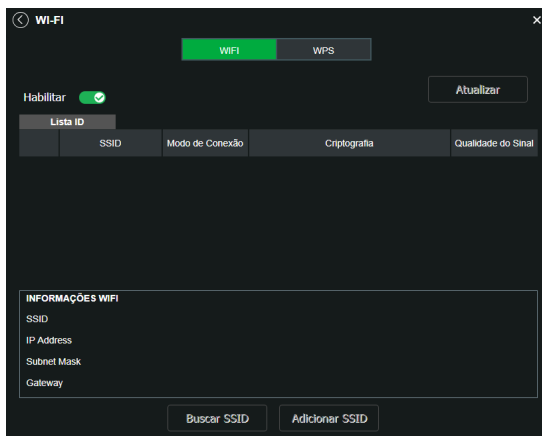 WI-FI
WIFI WPS
Habilitar
Atualizar
Lista ID
SSID Modo de Conexão Criptografia Qualidade do Sinal
INFORMAÇÕES WIFI
SSID
IP Address
Subnet Mask
Gateway
Buscar SSID Adicionar SSID